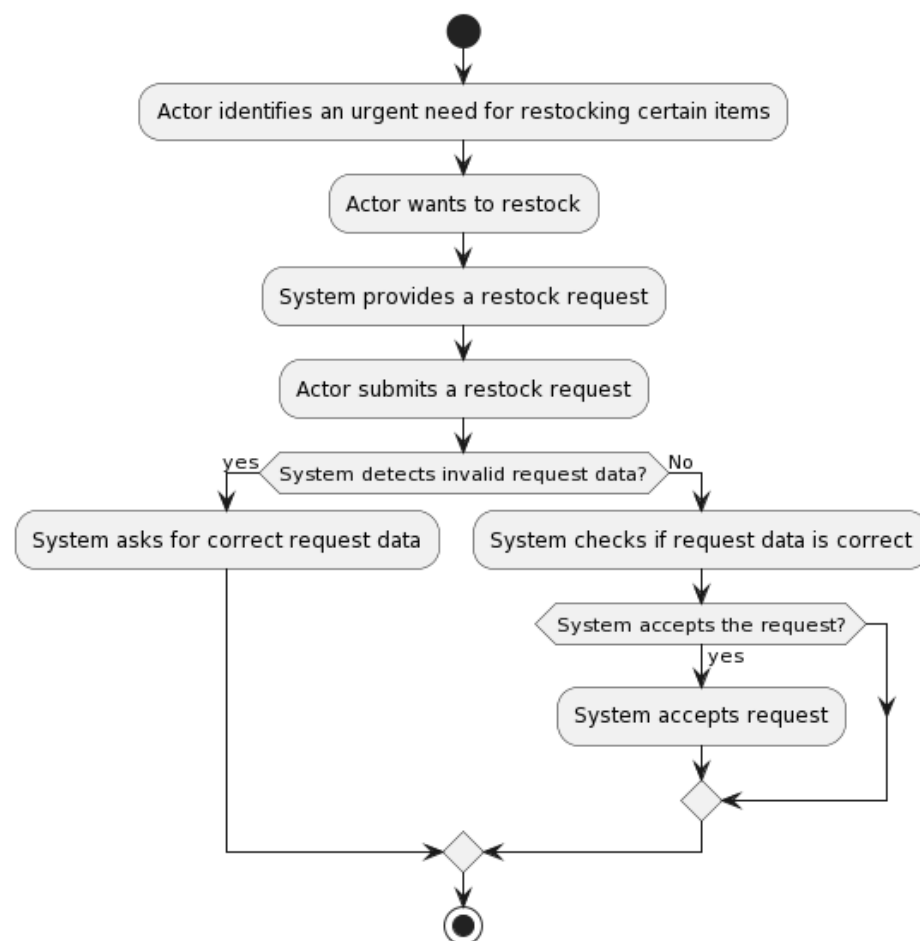 Actor identifies an urgent need for restocking certain items
Actor wants to restock
System provides a restock request
Actor submits a restock request
yes
System detects invalid request data?
No
System asks for correct request data
System checks if request data is correct
System accepts the request?
yes
System accepts request